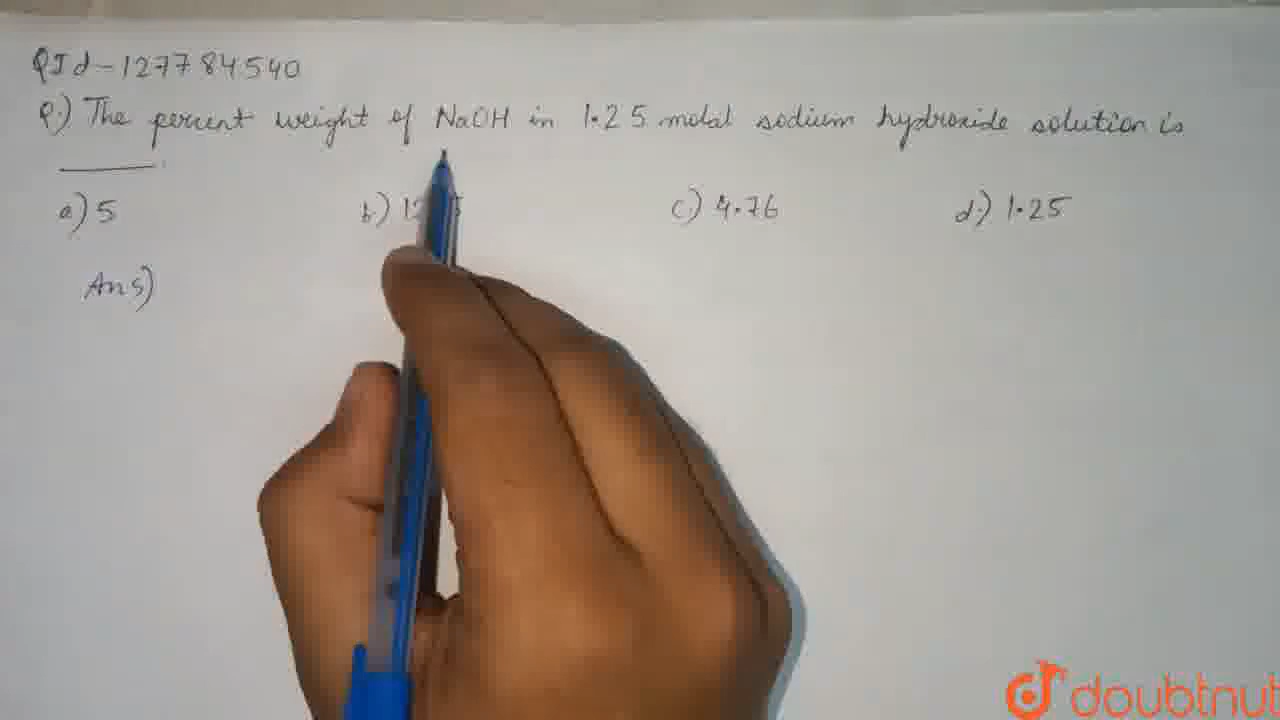 QId-127784540
Q.) The percent weight of NaOH in 1.25 molal sodium hydroxide solution is
a) 5 b) c) 4.76 d.) 1.25
Ans)
doubtnut